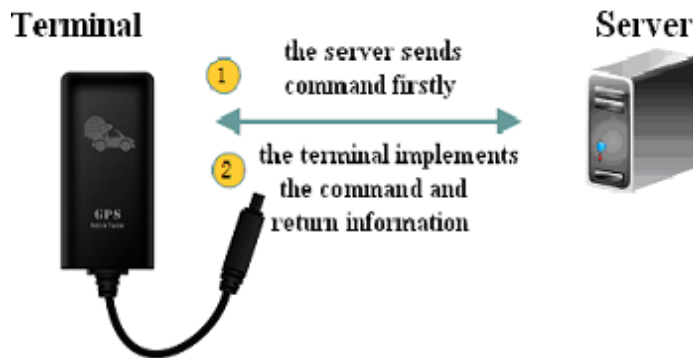 Terminal
Server
1
the server sends
command firstly
2
the terminal implements
the command and
return information
GPS